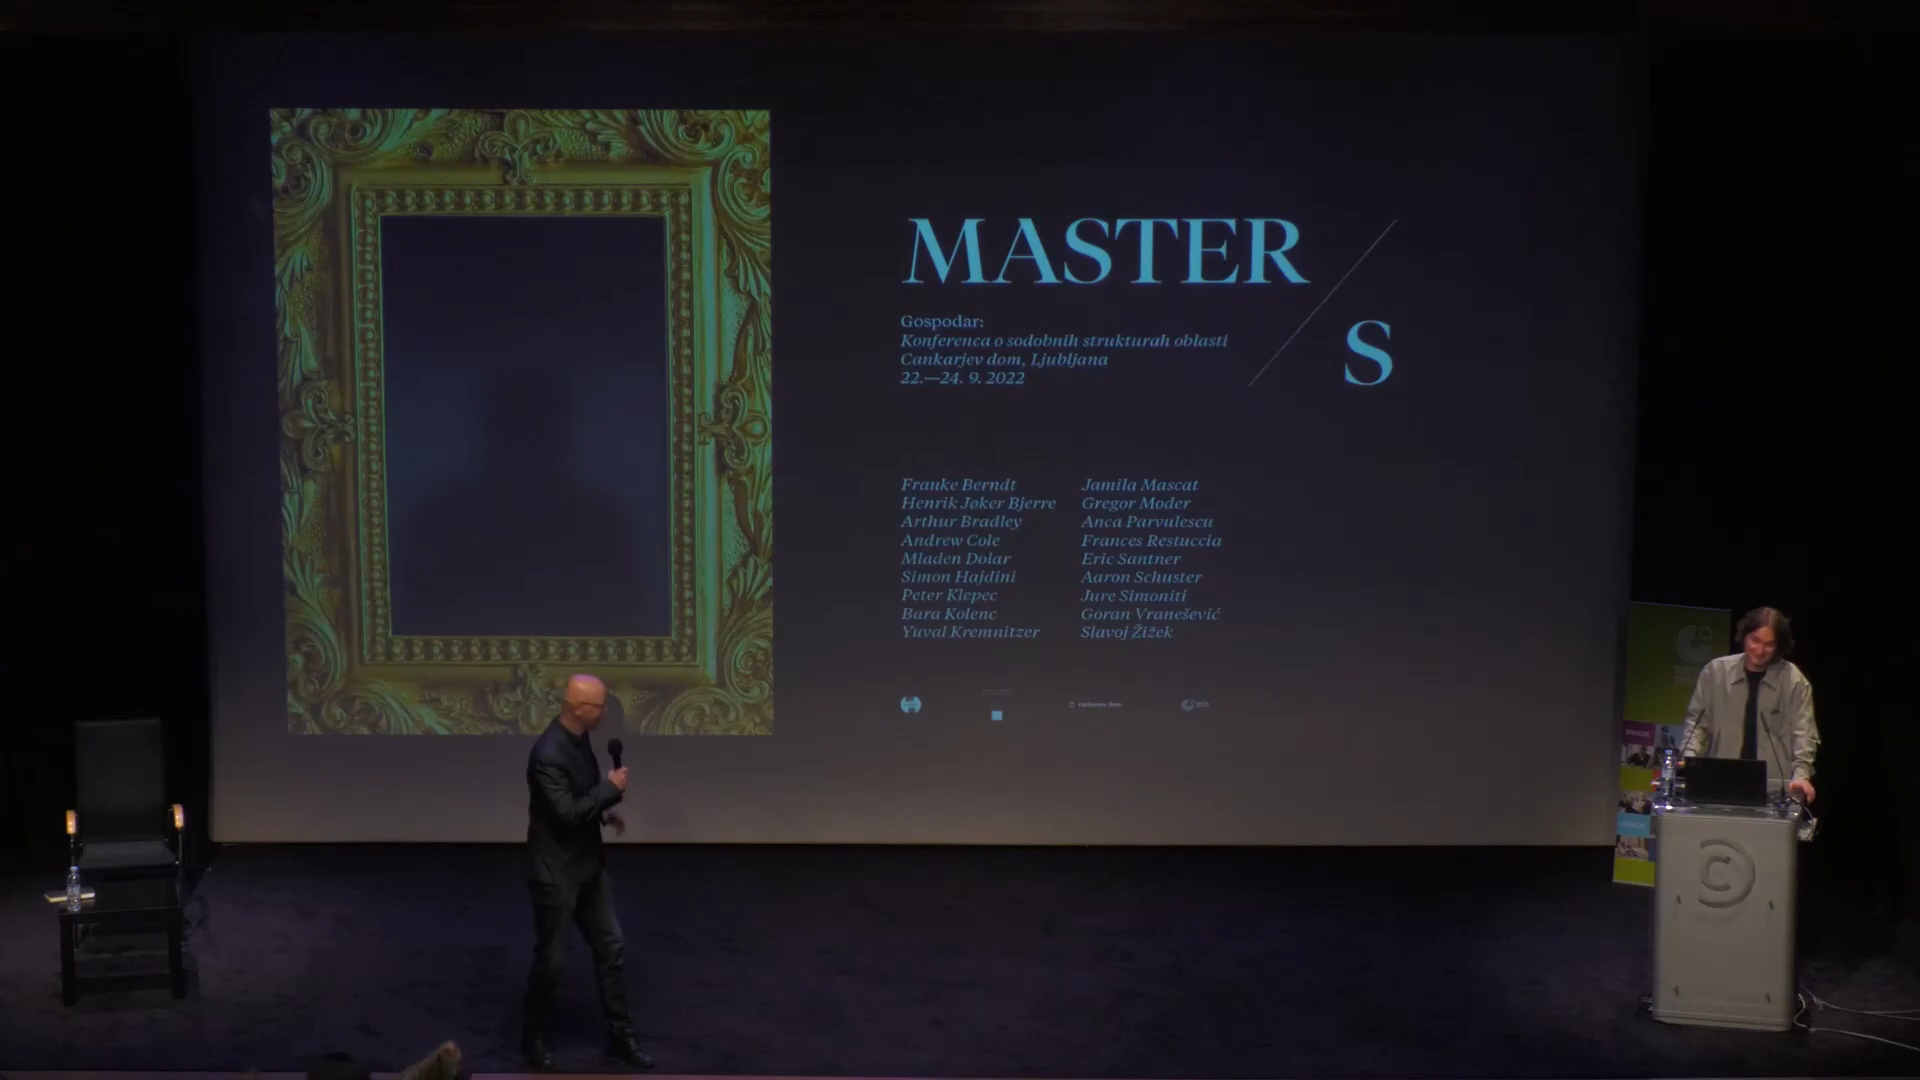 MASTER
S
Gospodar:
Konferenca o sodobnih strukturah oblasti
Cankarjev dom, Ljubljana
22.—24. 9. 2022
Frauke Berndt
Henrik Jøker Bjerre
Arthur Bradley
Andrew Cole
Mladen Dolar
Simon Hajdini
Peter Klepec
Bara Kolenc
Yuval Kremnitzer
Jamila Mascat
Gregor Moder
Anca Parvulescu
Frances Restuccia
Eric Santner
Aaron Schuster
Jure Simoniti
Goran Vranešević
Slavoj Žižek
cankarjev dom